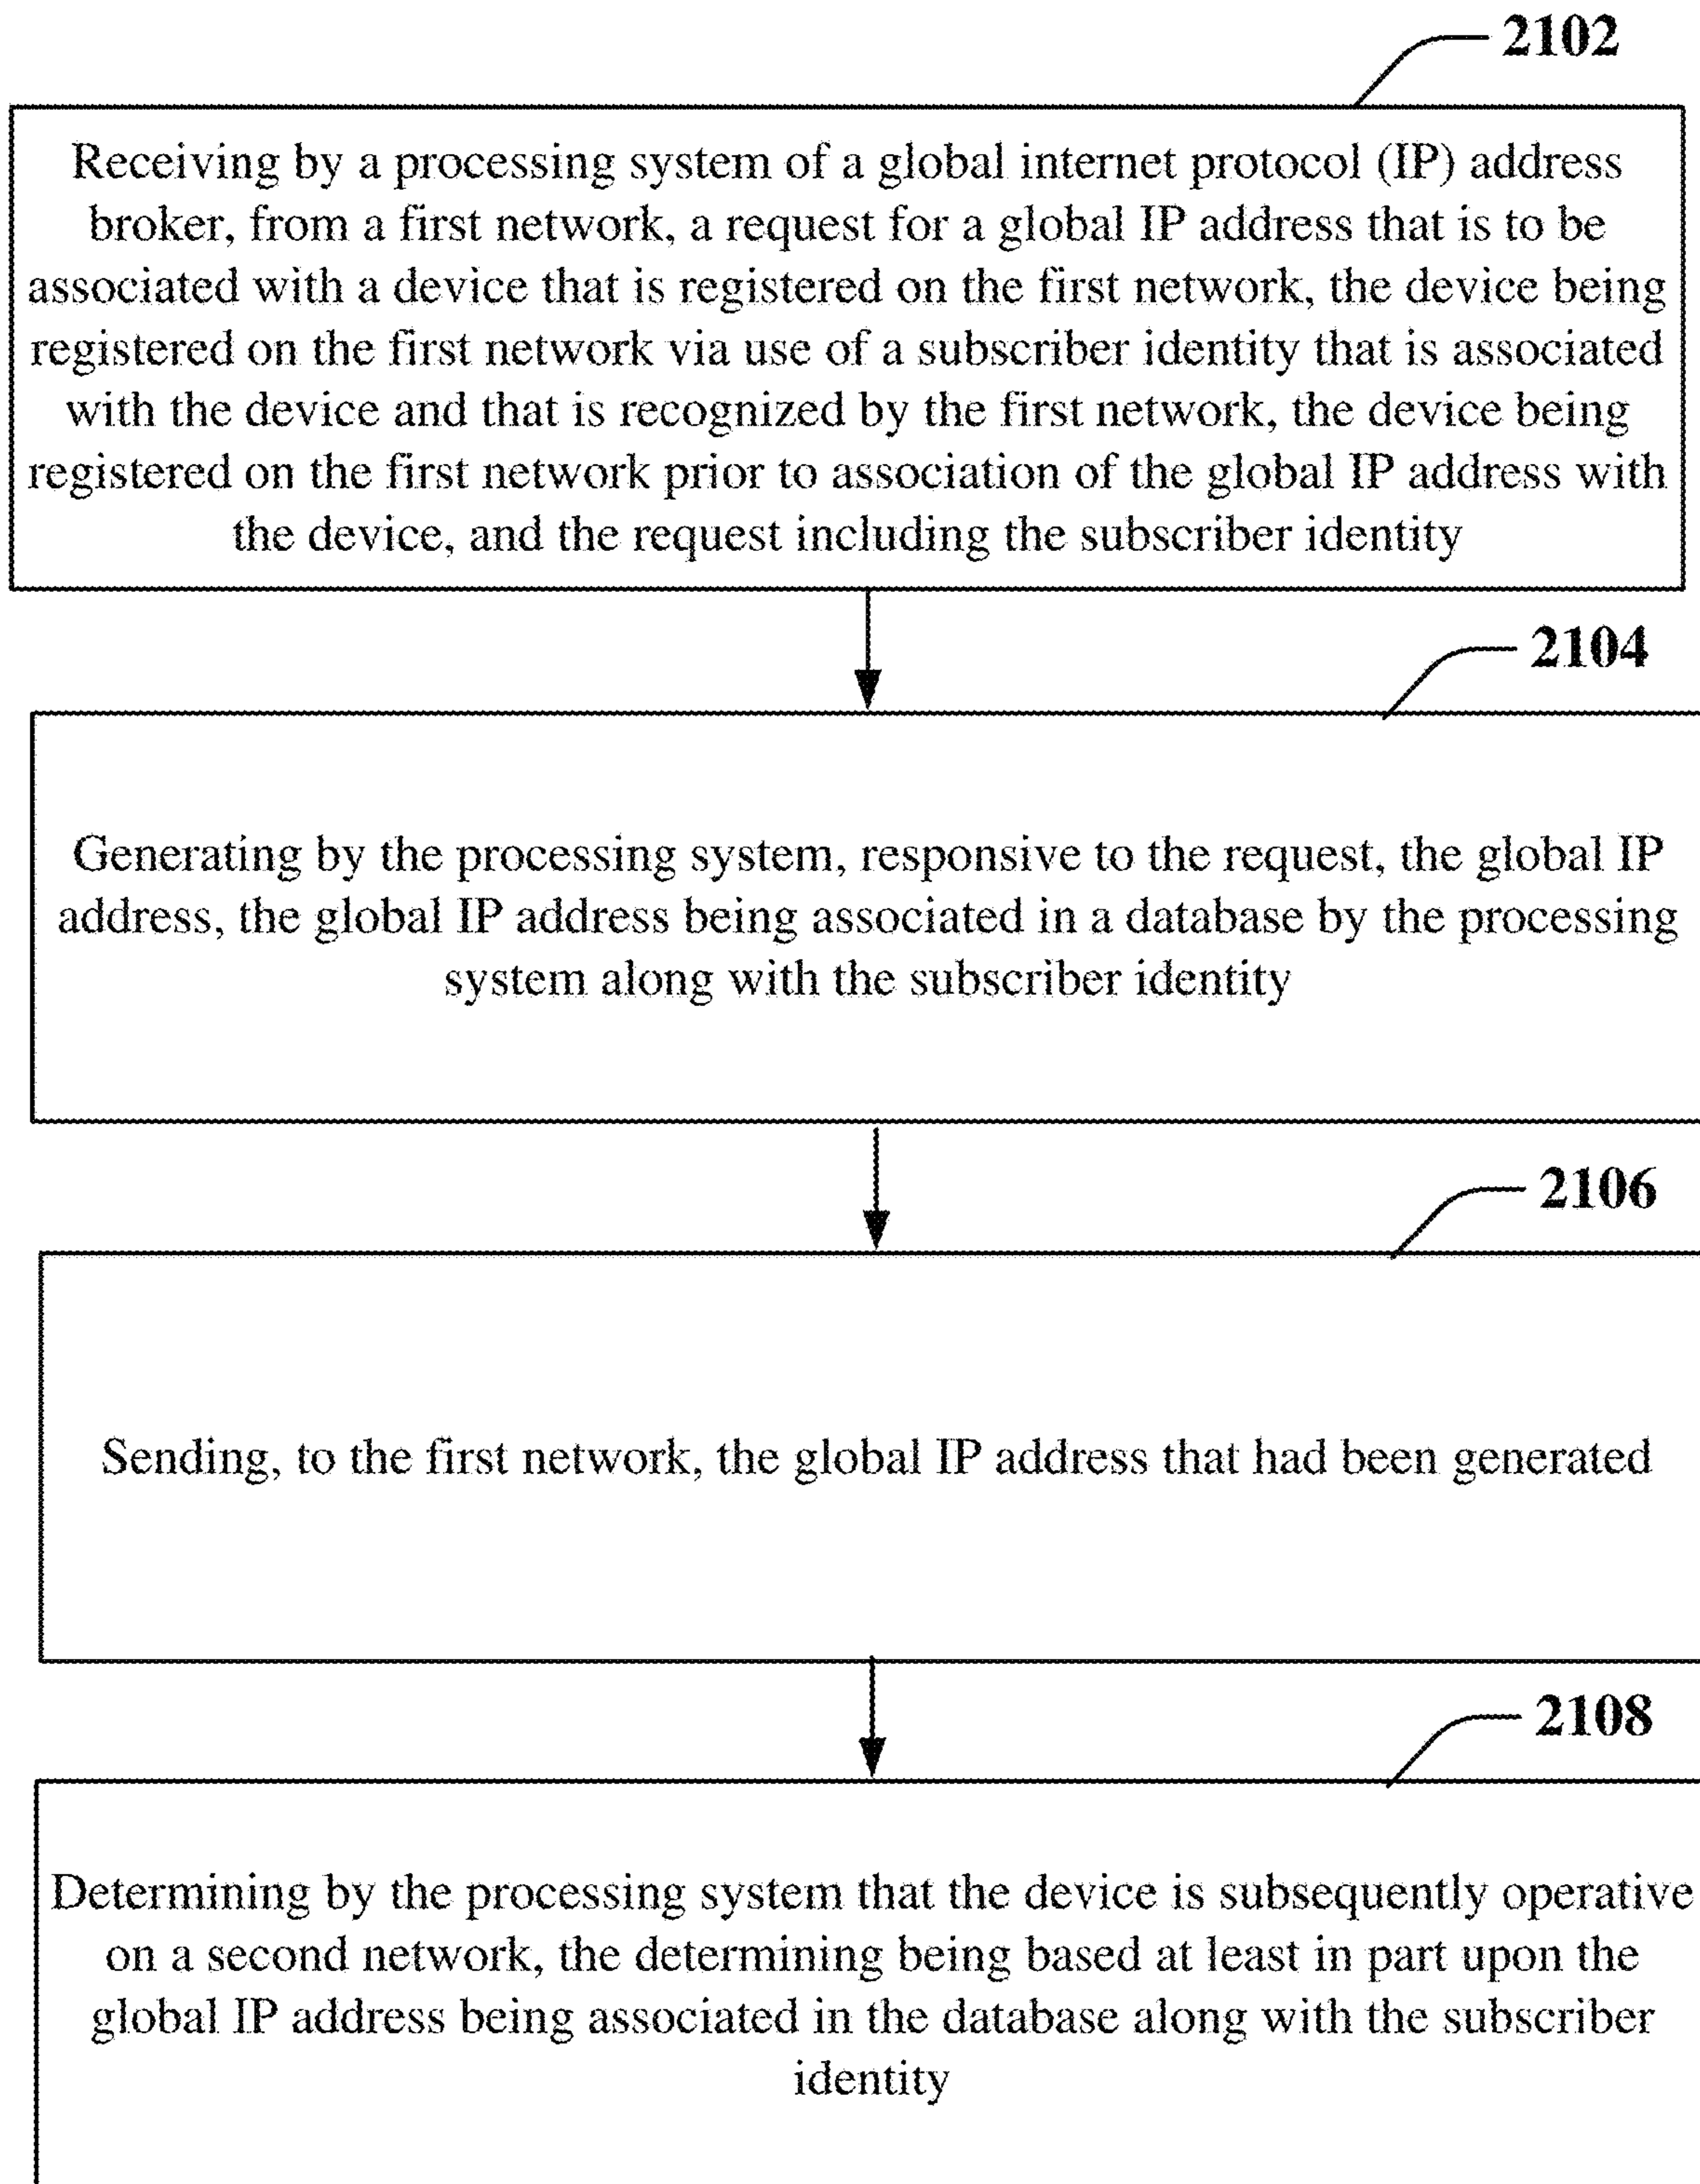 2102
Receiving by a processing system of a global internet protocol (IP) address
broker, from a first network, a request for a global IP address that is to be
associated with a device that is registered on the first network, the device being
registered on the first network via use of a subscriber identity that is associated
with the device and that is recognized by the first network, the device being
registered on the first network prior to association of the global IP address with
the device, and the request including the subscriber identity
2104
Generating by the processing system, responsive to the request, the global IP
address, the global IP address being associated in a database by the processing
system along with the subscriber identity
2106
Sending, to the first network, the global IP address that had been generated
2108
Determining by the processing system that the device is subsequently operative
on a second network, the determining being based at least in part upon the
global IP address being associated in the database along with the subscriber
identity